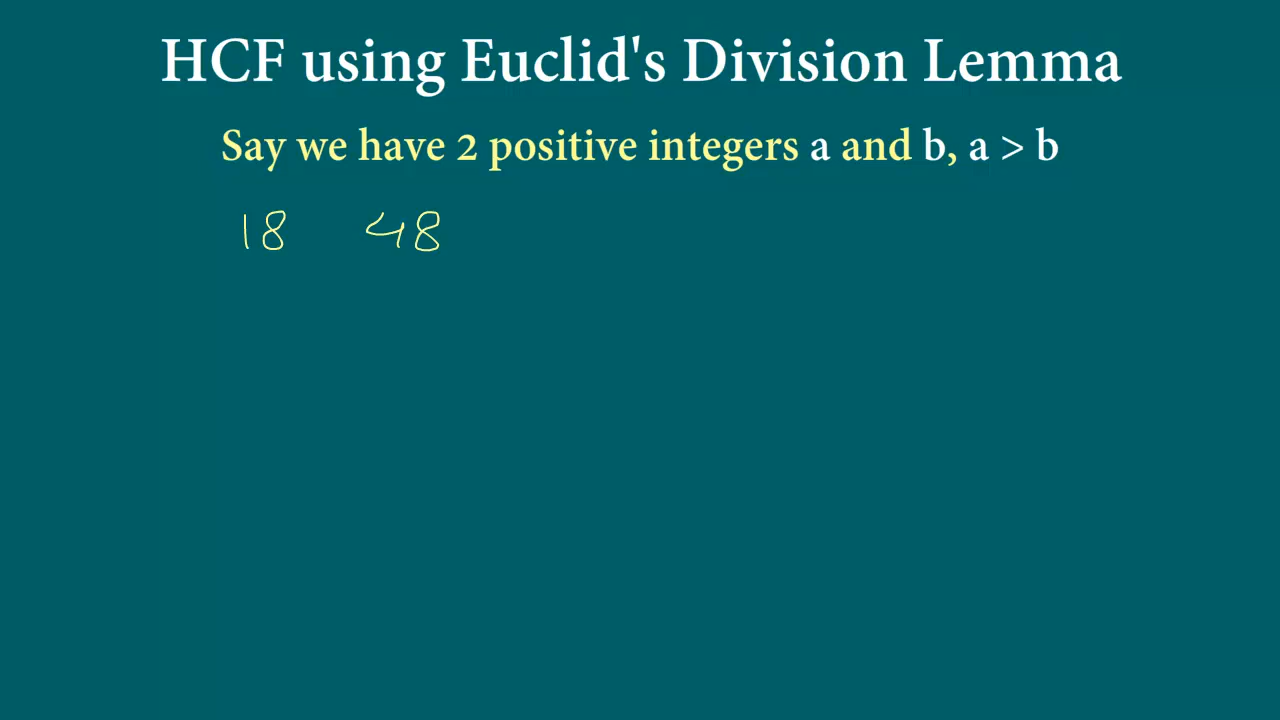 HCF using Euclid's Division Lemma
Say we have 2 positive integers a and b, a > b
18 48